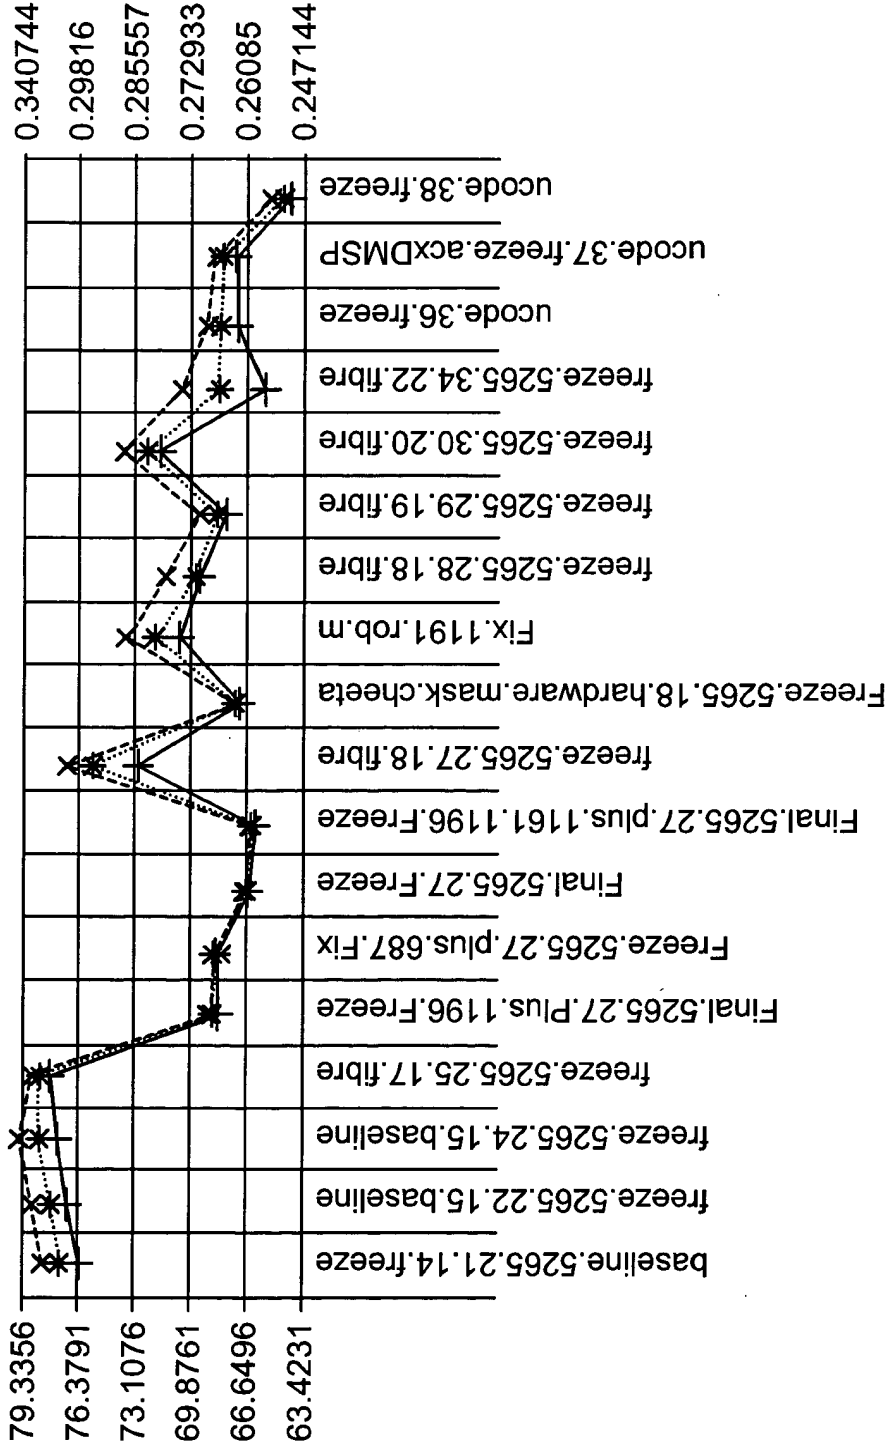 0.340744
0.29816
0.285557
0.272933
0.26085
0.247144
ucode.38.freeze
ucode.37.freeze.acxDMSP
ucode.36.freeze
freeze.5265.34.22.fibre
freeze.5265.30.20.fibre
freeze.5265.29.19.fibre
freeze.5265.28.18.fibre
Fix.1191.rob.m
Freeze.5265.18.hardware.mask.cheeta
freeze.5265.27.18.fibre
Final.5265.27.plus.1161.1196.Freeze
Final.5265.27.Freeze
Freeze.5265.27.plus.687.Fix
Final.5265.27.Plus.1196.Freeze
freeze.5265.25.17.fibre
freeze.5265.24.15.baseline
freeze.5265.22.15.baseline
baseline.5265.21.14.freeze
79.3356
76.3791
73.1076
69.8761
66.6496
63.4231